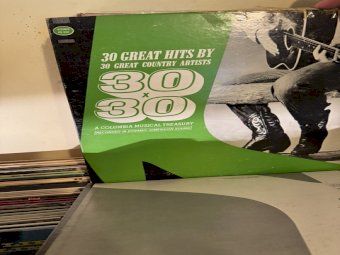 30 GREAT HITS BY
30 GREAT COUNTRY ARTISTS
30
30
A COLUMBIA MUSICAL TREASURY